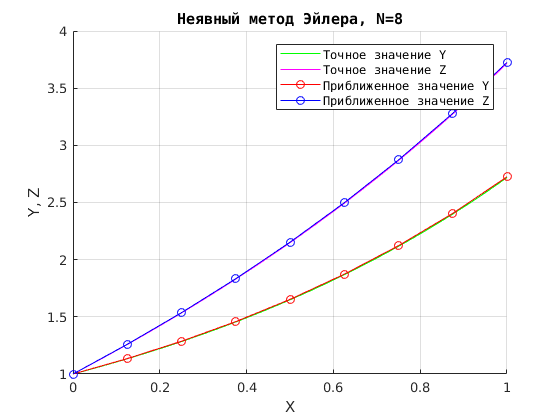 Неявный метод Эйлера, N=8
4
3.5
3
2.5
2
1.5
1
Y, Z
Точное значение Y
Точное значение Z
Приближенное значение Y
Приближенное значение Z
0
0.2
0.4
0.6
0.8
1
X